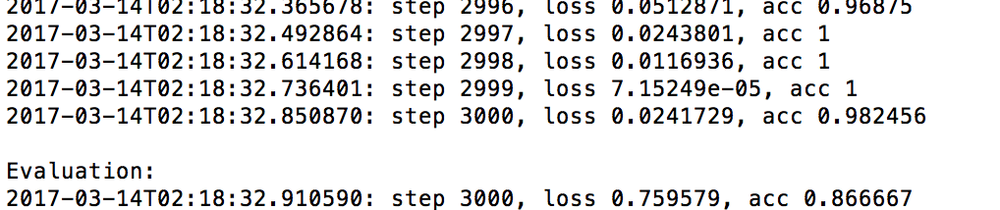 2017-03-14T02:18:32.365678: step 2996, loss 0.0512871, acc 0.96875
2017-03-14T02:18:32.492864: step 2997, loss 0.0243801, acc 1
2017-03-14T02:18:32.614168: step 2998, loss 0.0116936, acc 1
2017-03-14T02:18:32.736401: step 2999, loss 7.15249e-05, acc 1
2017-03-14T02:18:32.850870: step 3000, loss 0.0241729, acc 0.982456
Evaluation:
2017-03-14T02:18:32.910590: step 3000, loss 0.759579, acc 0.866667